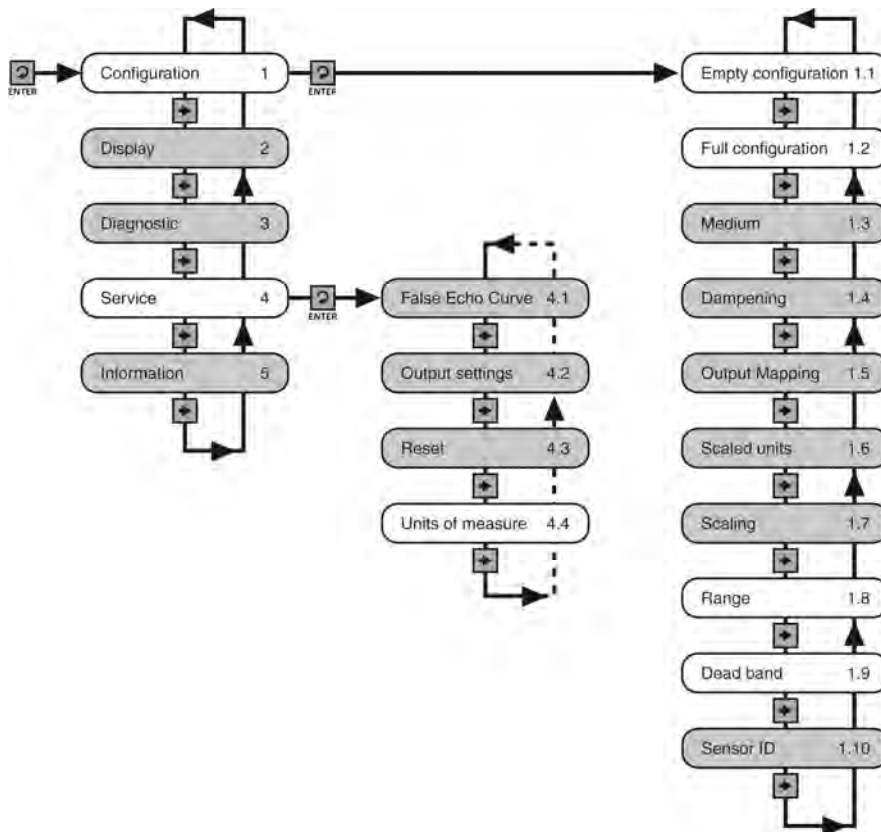 Configuration 1
ENTER
ENTER
Display 2
Diagnostic 3
Service 4
ENTER
Information 5
False Echo Curve 4.1
Output settings 4.2
Reset 4.3
Units of measure 4.4
Empty configuration 1.1
Full configuration 1.2
Medium 1.3
Dampening 1.4
Output Mapping 1.5
Scaled units 1.6
Scaling 1.7
Range 1.8
Dead band 1.9
Sensor ID 1.10